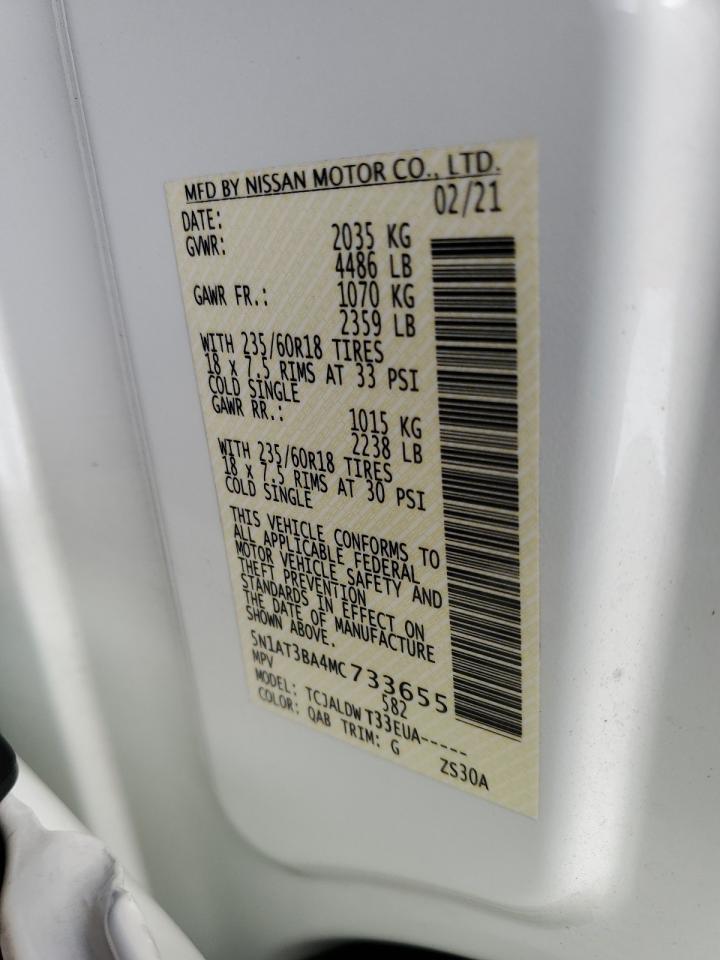 MFD BY NISSAN MOTOR CO., LTD.
DATE: 02/21
GVWR: 2035 KG
4486 LB
GAWR FR.: 1070 KG
2359 LB
WITH 235/60R18 TIRES
18 x 7.5 RIMS AT 33 PSI
COLD SINGLE
GAWR RR.: 1015 KG
2238 LB
WITH 235/60R18 TIRES
18 x 7.5 RIMS AT 30 PSI
COLD SINGLE
THIS VEHICLE CONFORMS TO
ALL APPLICABLE FEDERAL
MOTOR VEHICLE SAFETY AND
THEFT PREVENTION
STANDARDS IN EFFECT ON
THE DATE OF MANUFACTURE
SHOWN ABOVE.
5N1AT3BA4MC733655
MPV 582
MODEL: TCJALDW T33EUA-----
COLOR: QAB TRIM: G ZS30A